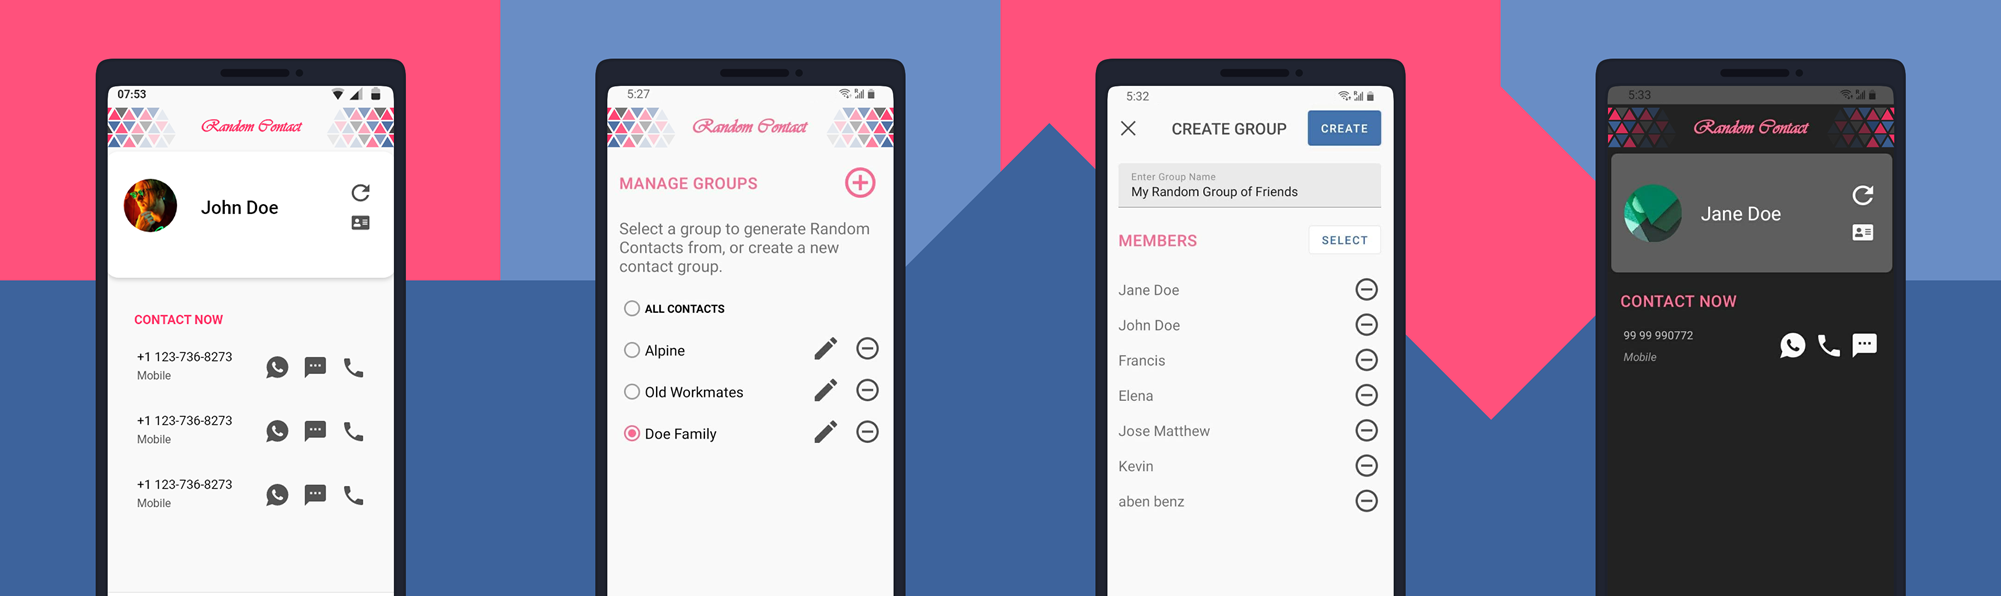 07:53
Random Contact
John Doe
CONTACT NOW
+1 123-736-8273
Mobile
+1 123-736-8273
Mobile
+1 123-736-8273
Mobile
5:27
Random Contact
MANAGE GROUPS
Select a group to generate Random
Contacts from, or create a new
contact group.
ALL CONTACTS
Alpine
Old Workmates
Doe Family
5:32
CREATE GROUP
CREATE
Enter Group Name
My Random Group of Friends
MEMBERS
SELECT
Jane Doe
John Doe
Francis
Elena
Jose Matthew
Kevin
aben benz
5:33
Random Contact
Jane Doe
CONTACT NOW
99 99 990772
Mobile